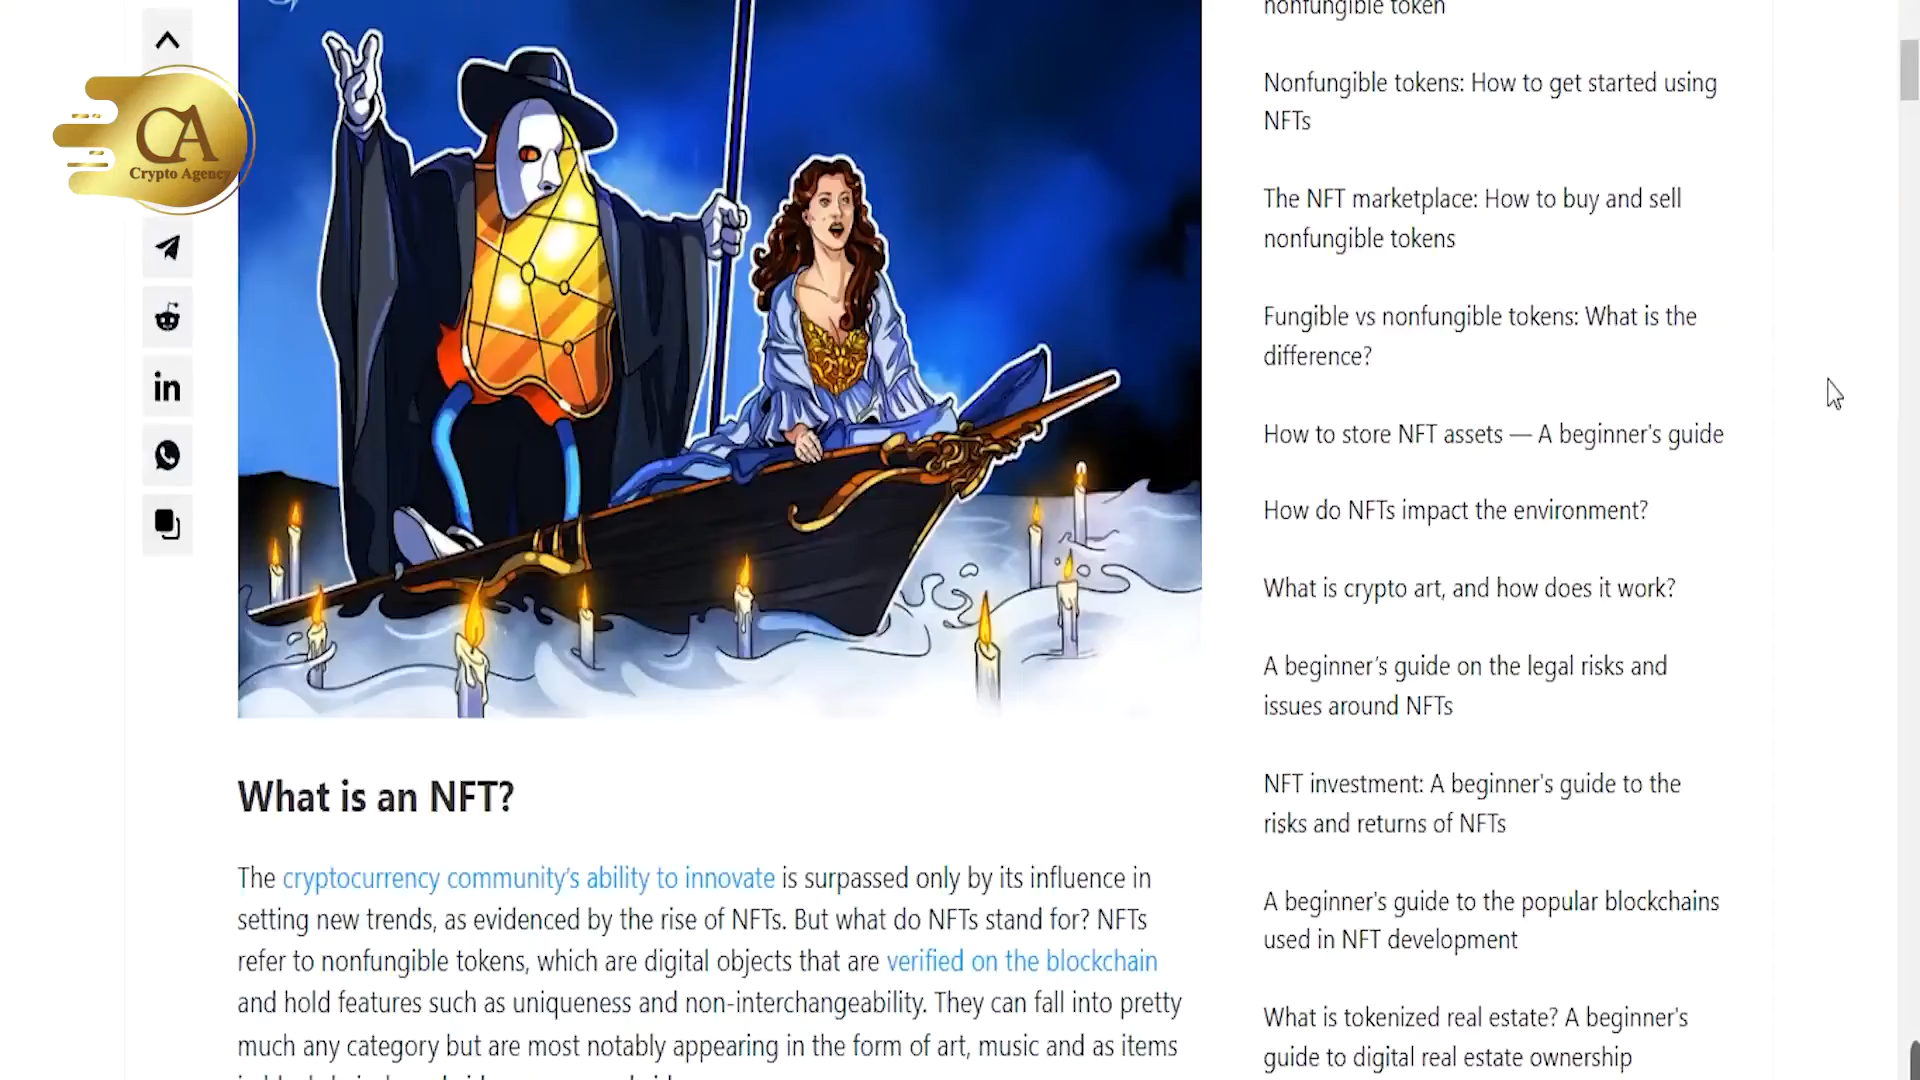 CA
Crypto Agency
in
What is an NFT?
The cryptocurrency community's ability to innovate is surpassed only by its influence in
setting new trends, as evidenced by the rise of NFTs. But what do NFTs stand for? NFTs
refer to nonfungible tokens, which are digital objects that are verified on the blockchain
and hold features such as uniqueness and non-interchangeability. They can fall into pretty
much any category but are most notably appearing in the form of art, music and as items
nonfungible token
Nonfungible tokens: How to get started using
NFTs
The NFT marketplace: How to buy and sell
nonfungible tokens
Fungible vs nonfungible tokens: What is the
difference?
How to store NFT assets — A beginner's guide
How do NFTs impact the environment?
What is crypto art, and how does it work?
A beginner's guide on the legal risks and
issues around NFTs
NFT investment: A beginner's guide to the
risks and returns of NFTs
A beginner's guide to the popular blockchains
used in NFT development
What is tokenized real estate? A beginner's
guide to digital real estate ownership